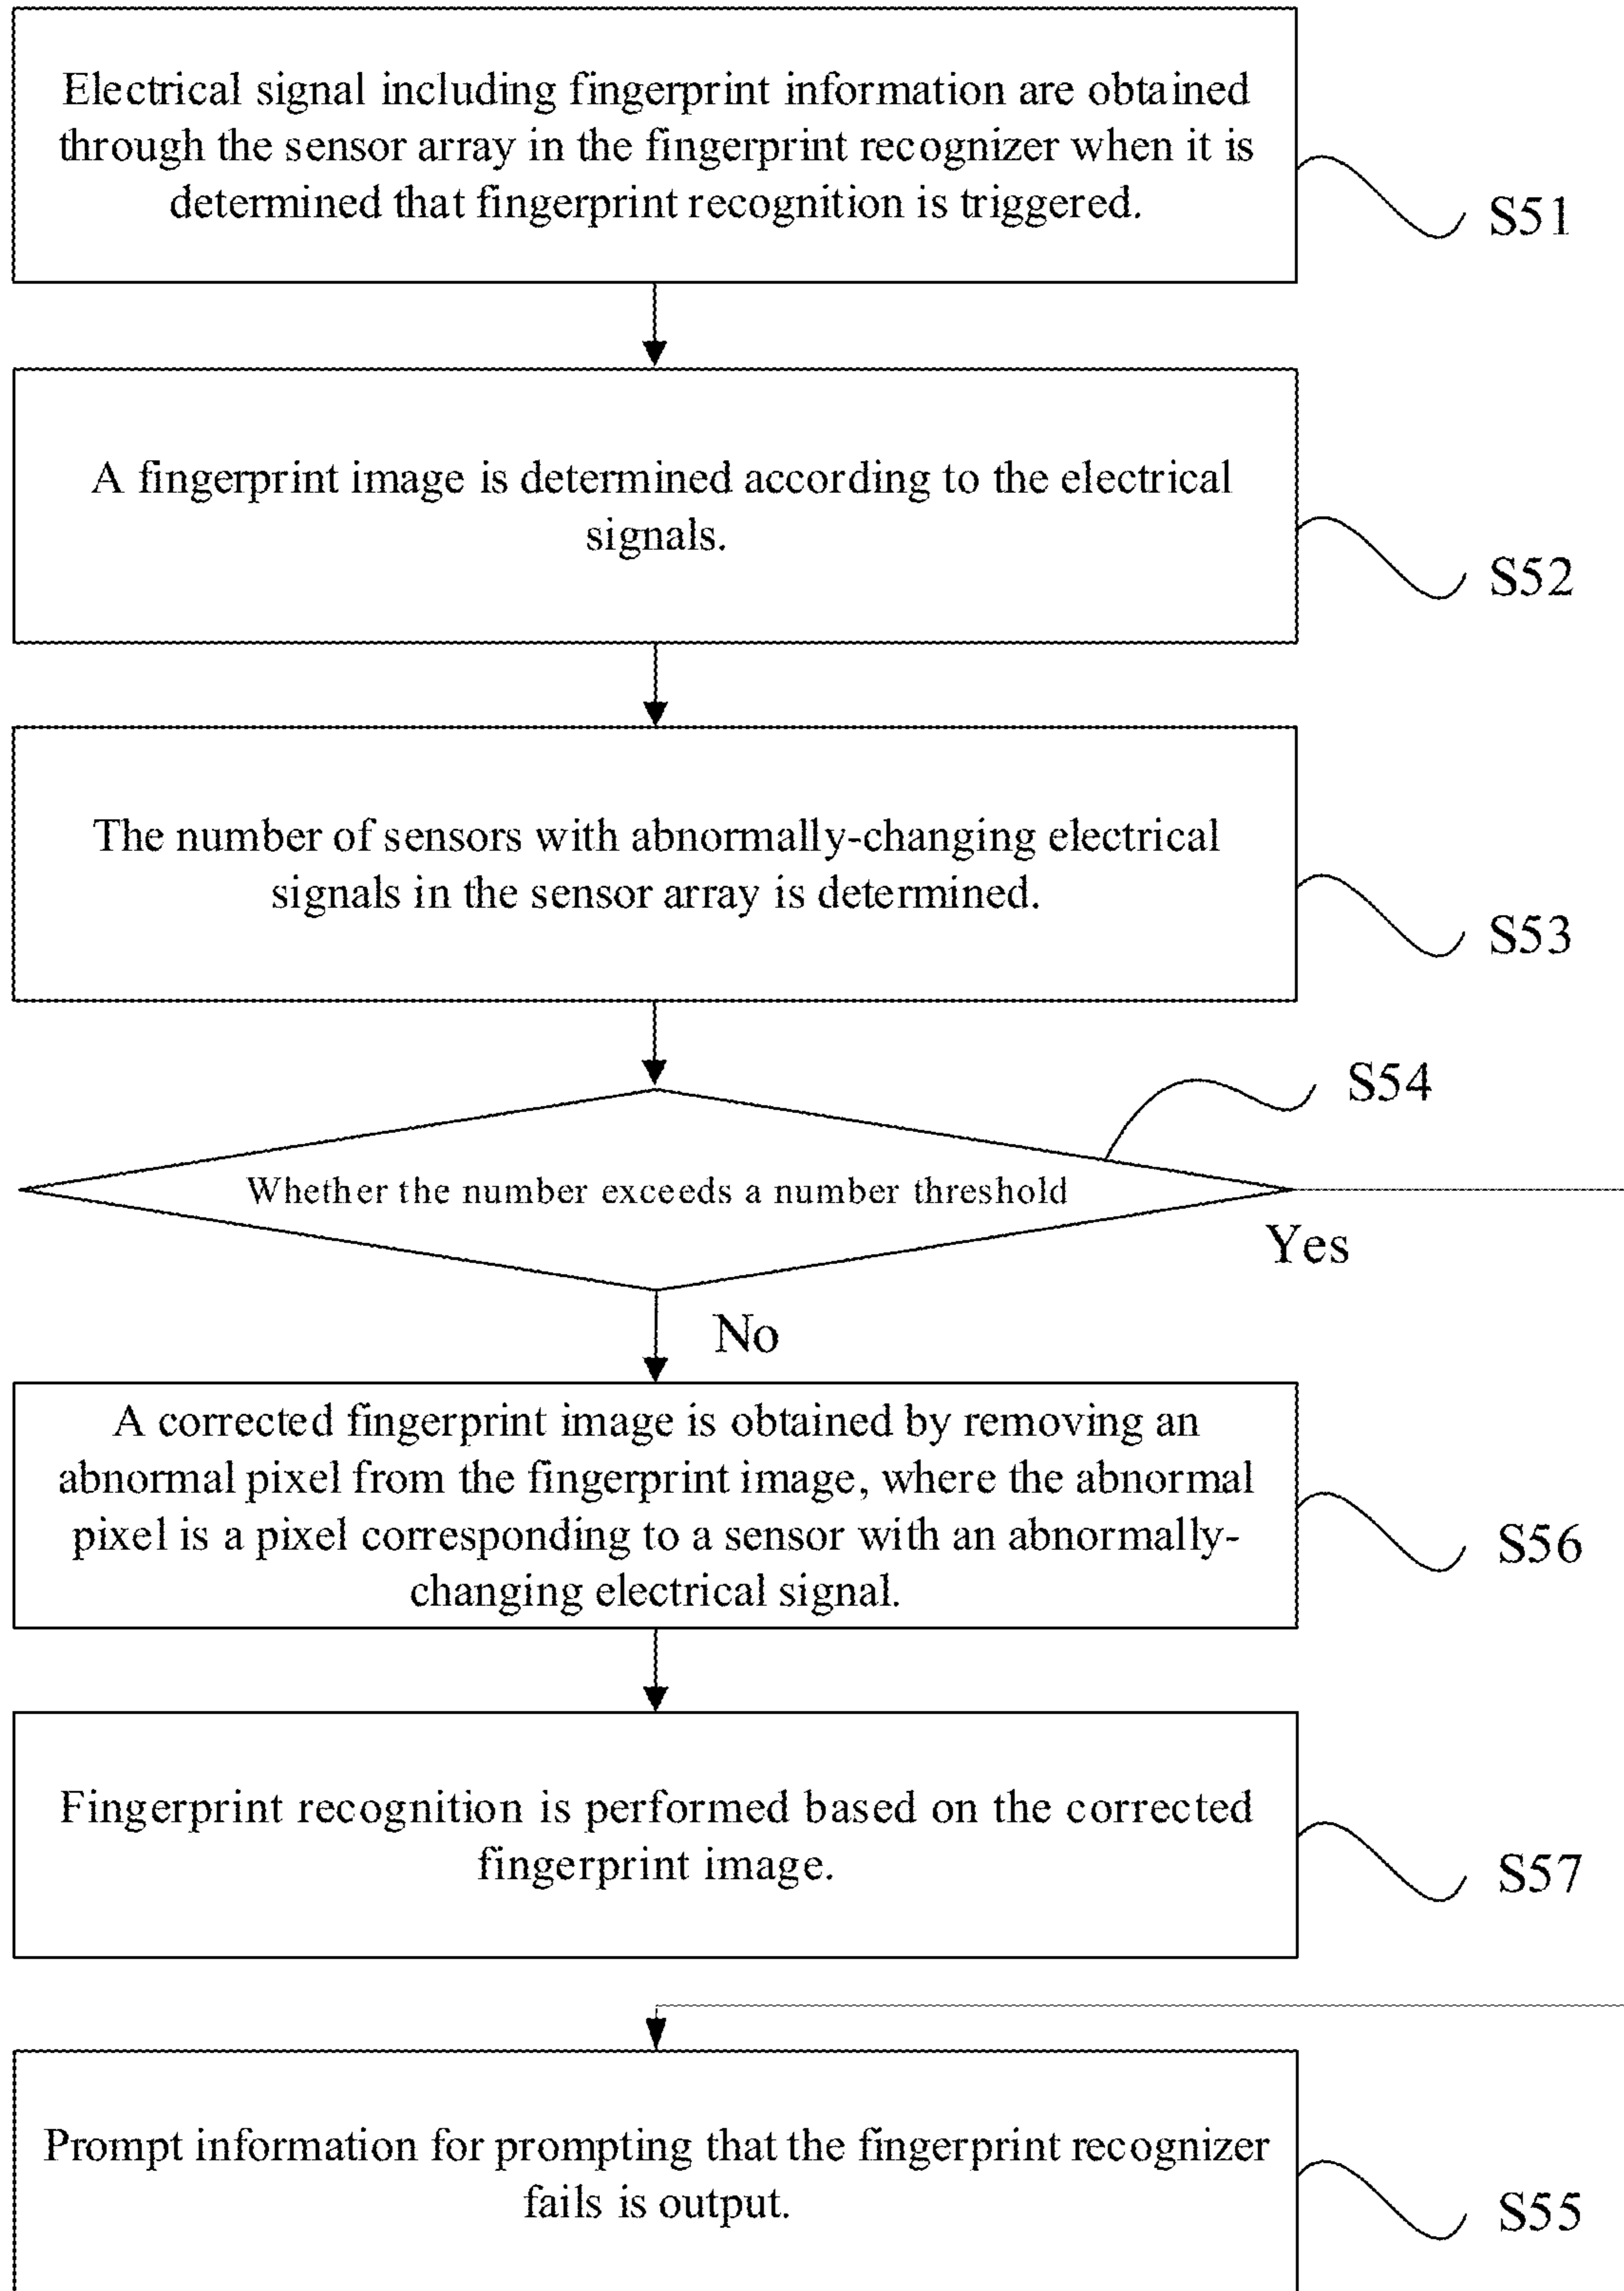 Electrical signal including fingerprint information are obtained
through the sensor array in the fingerprint recognizer when it is
determined that fingerprint recognition is triggered.
S51
A fingerprint image is determined according to the electrical
signals.
S52
The number of sensors with abnormally-changing electrical
signals in the sensor array is determined.
S53
S54
Whether the number exceeds a number threshold
Yes
No
A corrected fingerprint image is obtained by removing an
abnormal pixel from the fingerprint image, where the abnormal
pixel is a pixel corresponding to a sensor with an abnormally-
changing electrical signal.
S56
Fingerprint recognition is performed based on the corrected
fingerprint image.
S57
Prompt information for prompting that the fingerprint recognizer
fails is output.
S55